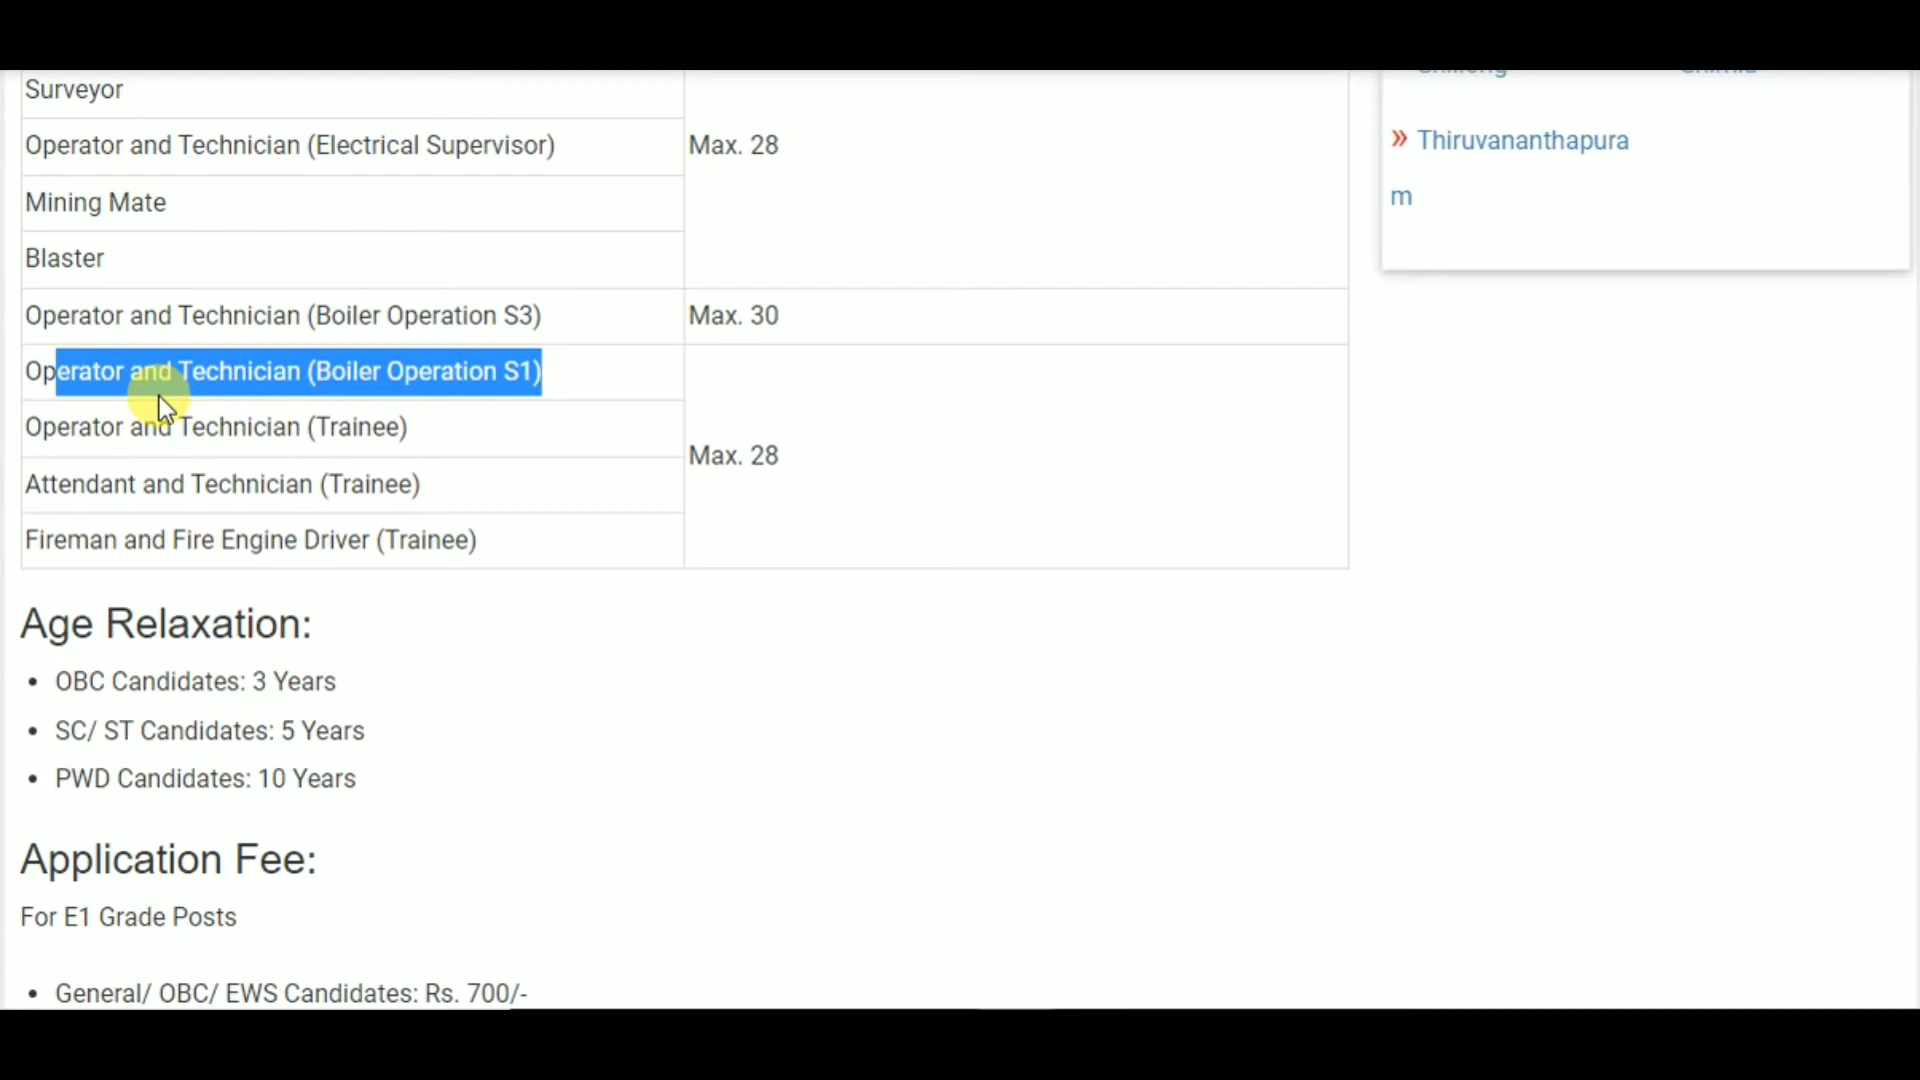 Surveyor
Operator and Technician (Electrical Supervisor)
Max. 28
Mining Mate
Blaster
Operator and Technician (Boiler Operation S3)
Max. 30
Operator and Technician (Boiler Operation S1)
Operator and Technician (Trainee)
Max. 28
Attendant and Technician (Trainee)
Fireman and Fire Engine Driver (Trainee)
Age Relaxation:
• OBC Candidates: 3 Years
• SC/ ST Candidates: 5 Years
• PWD Candidates: 10 Years
Application Fee:
For E1 Grade Posts
• General/ OBC/ EWS Candidates: Rs. 700/-
» Thiruvananthapura
m